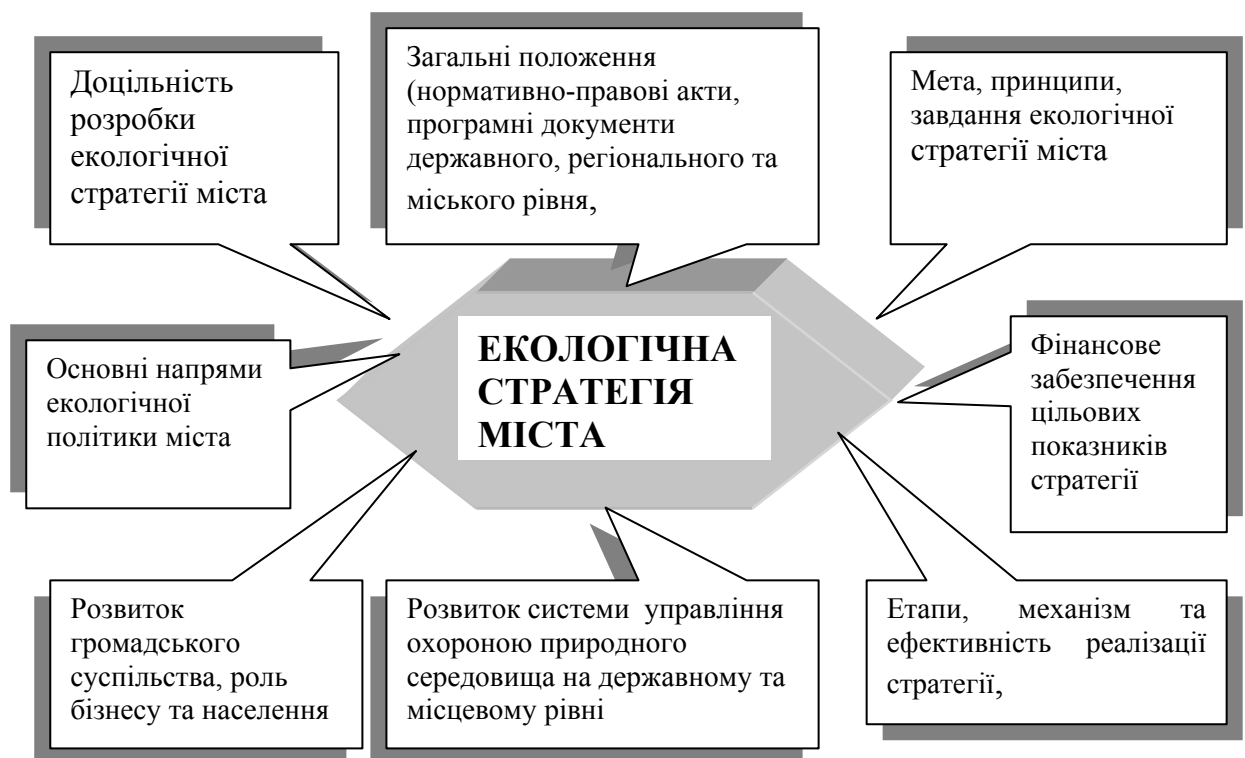 Доцільність
розробки
екологічної
стратегії міста
Загальні положення
(нормативно-правові акти,
програмні документи
державного, регіонального та
міського рівня,
Мета, принципи,
завдання екологічної
стратегії міста
Основні напрями
екологічної
політики міста
ЕКОЛОГІЧНА
СТРАТЕГІЯ
МІСТА
Фінансове
забезпечення
цільових
показників
стратегії
Розвиток
громадського
суспільства, роль
бізнесу та населення
Розвиток системи управління
охороною природного
середовища на державному та
місцевому рівні
Етапи, механізм та
ефективність реалізації
стратегії,